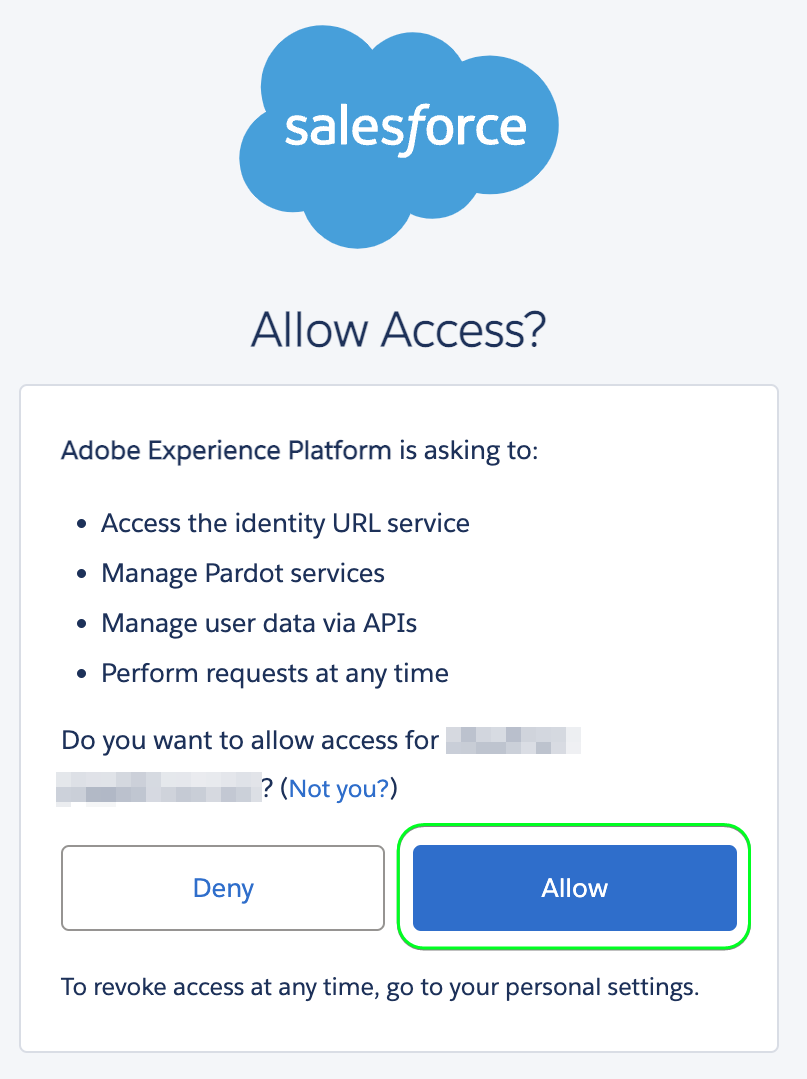 salesforce
Allow Access?
Adobe Experience Platform is asking to:
• Access the identity URL service
• Manage Pardot services
• Manage user data via APIs
• Perform requests at any time
Do you want to allow access for
? (Not you?)
Deny
Allow
To revoke access at any time, go to your personal settings.